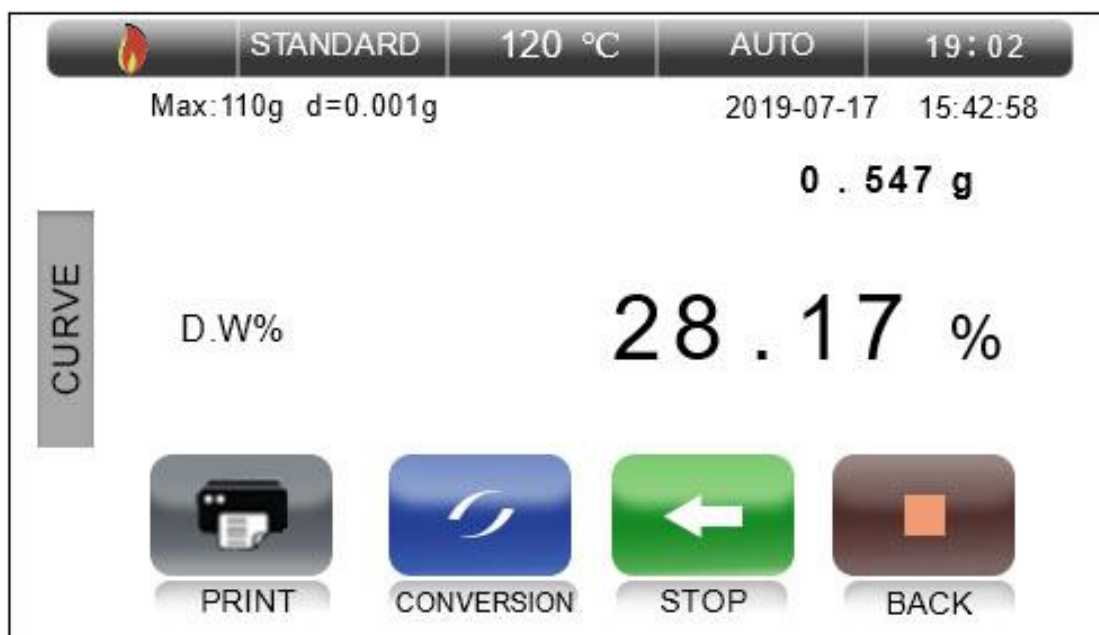 STANDARD 120 ℃ AUTO 19:02
Max:110g d=0.001g 2019-07-17 15:42:58
0.547 g
CURVE
D.W% 28.17 %
PRINT CONVERSION STOP BACK